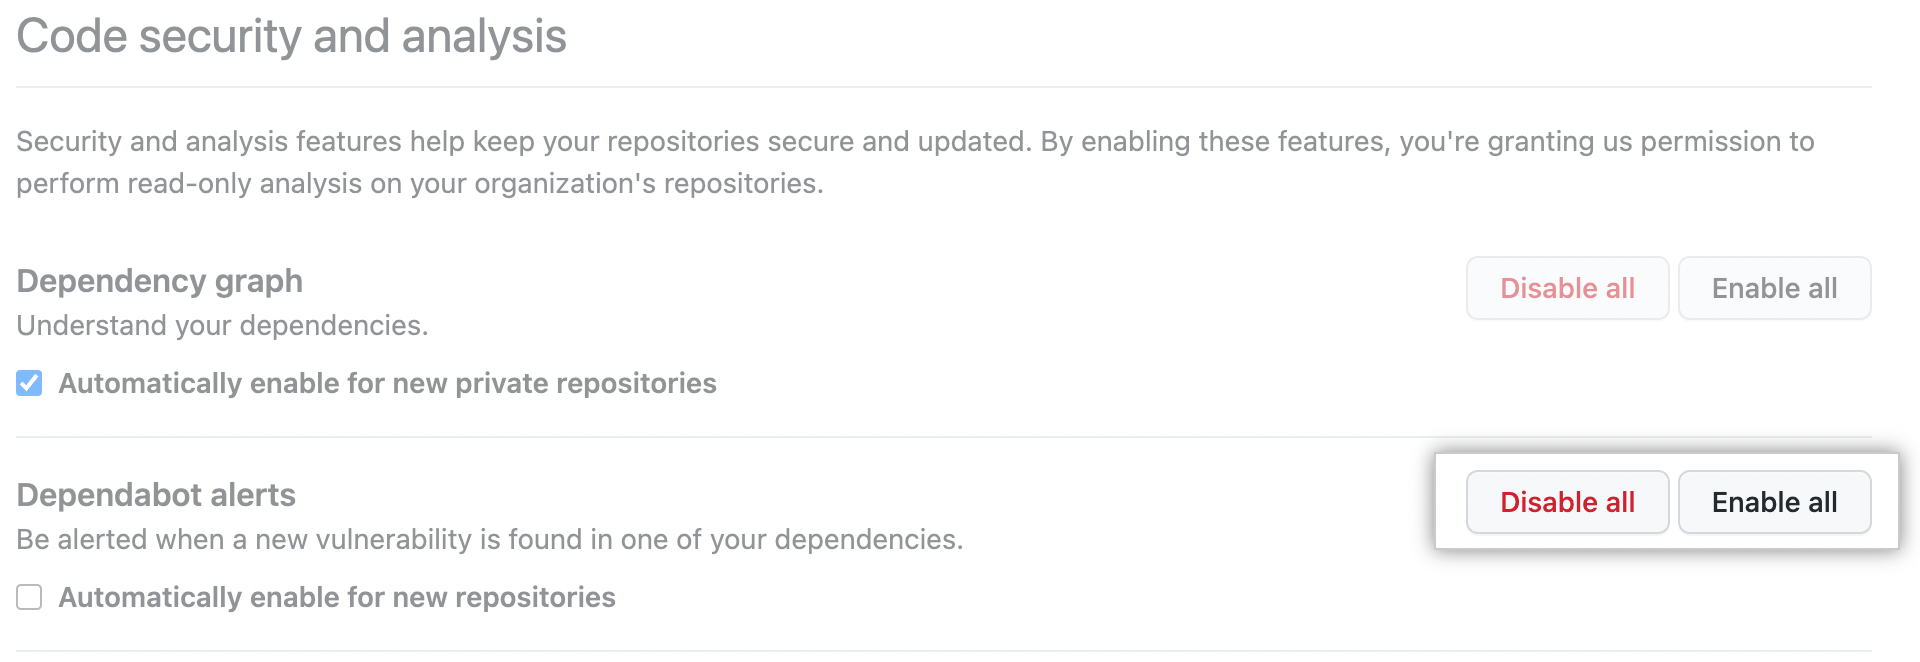 Code security and analysis
Security and analysis features help keep your repositories secure and updated. By enabling these features, you're granting us permission to
perform read-only analysis on your organization's repositories.
Dependency graph
Disable all
Enable all
Understand your dependencies.
Automatically enable for new private repositories
Dependabot alerts
Disable all
Enable all
Be alerted when a new vulnerability is found in one of your dependencies.
Automatically enable for new repositories